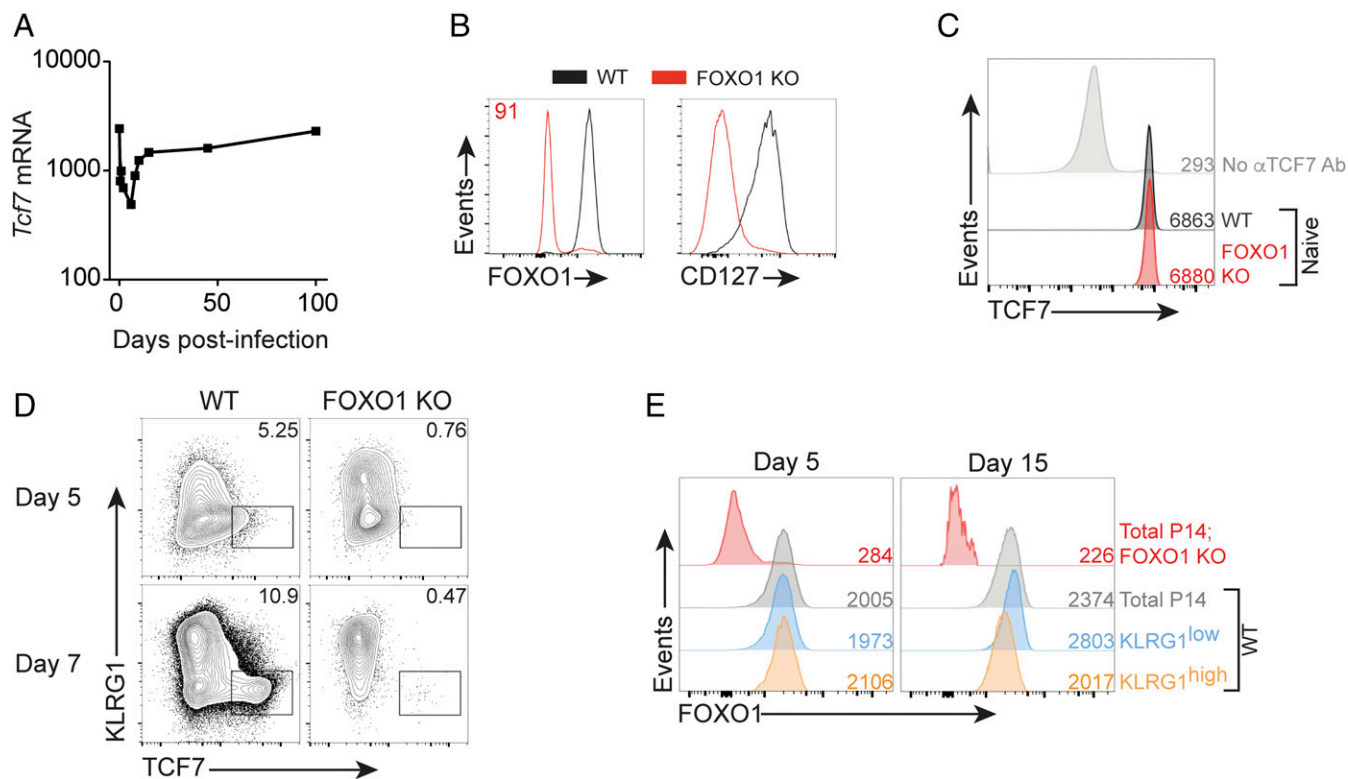 A
10000
1000
100
Tcf7 mRNA
0 50 100
Days post-infection
B
WT FOXO1 KO
91
Events
FOXO1 CD127
C
Events
293 No αTCF7 Ab
6863 WT
FOXO1
6880 KO
Naive
TCF7
D
WT FOXO1 KO
Day 5
5.25 0.76
Day 7
10.9 0.47
KLRG1
TCF7
E
Day 5 Day 15
Events
284 226 Total P14;
FOXO1 KO
2005 2374 Total P14
1973 2803 KLRG1low
2106 2017 KLRG1high
WT
FOXO1